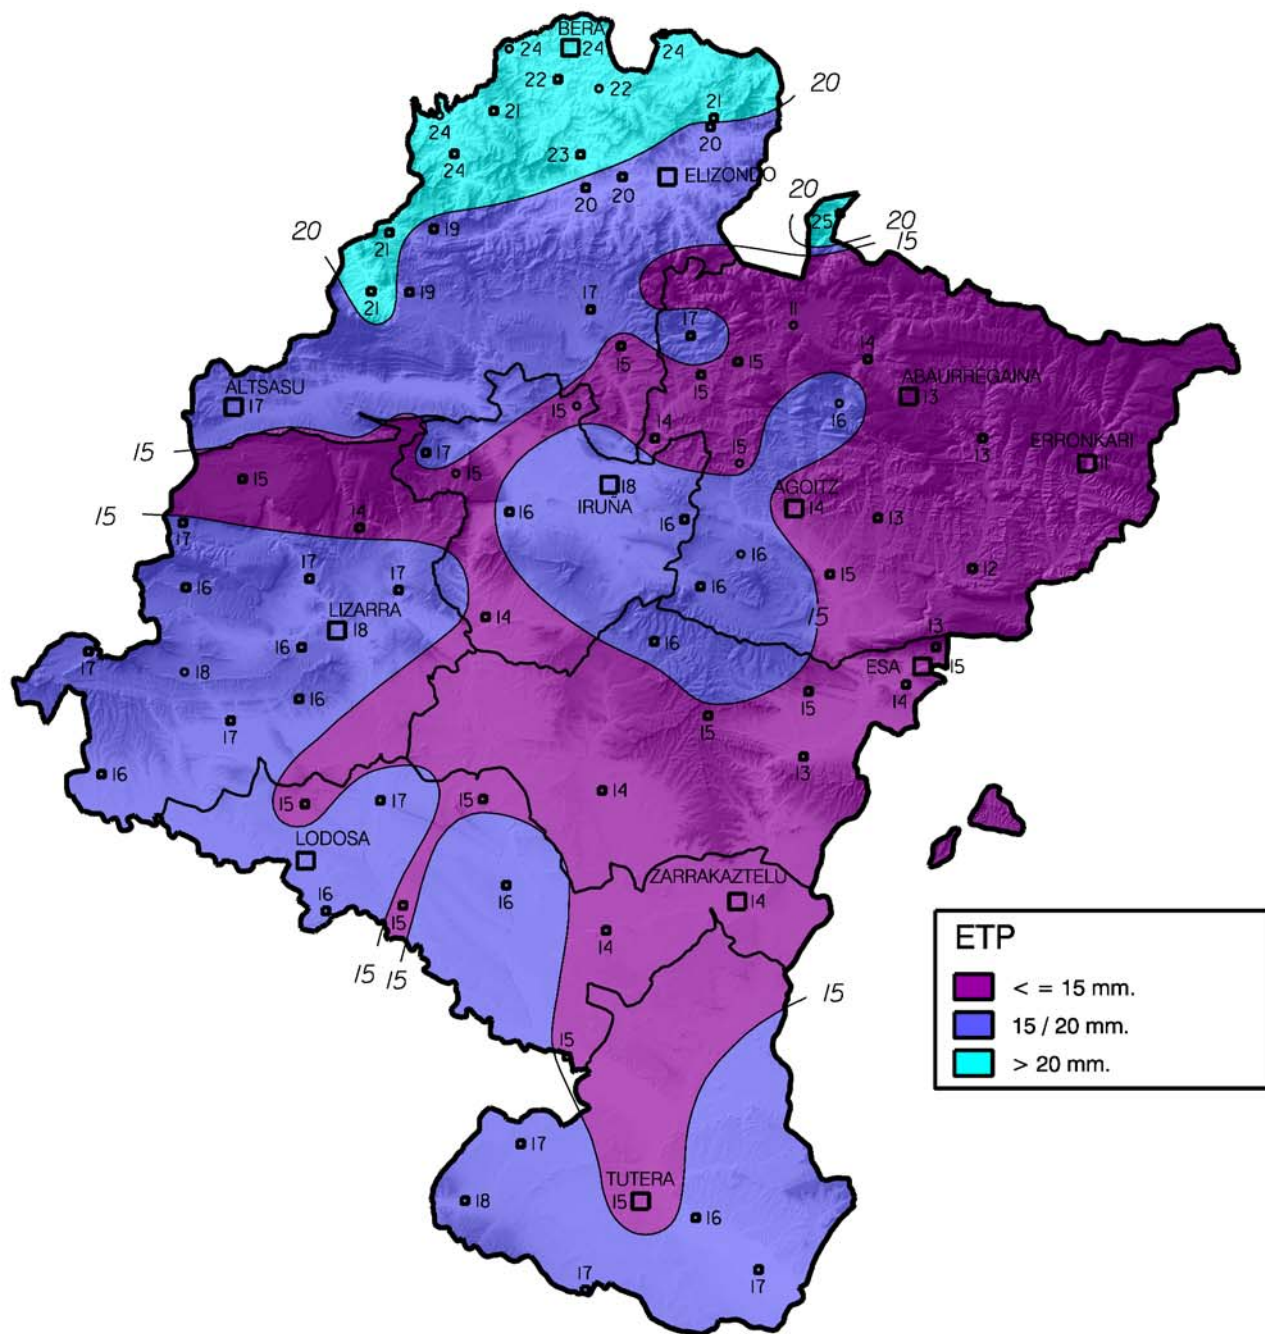 BERA
24 24 24
22 22
21 21 20
24
20
24 23
ELIZONDO
20 20
20 25 20
15
20 21 19
21 19
17 17 11
15 14
15 15
ALTSASU
17
ABAURREGAINA
13
15 16
14
15 17 15 15 13
ERRONKARI
11
15
IRUÑA
18
AGOITZ
14
15 14 16 16 13
17
17 17 16 16 15 12
16
LIZARRA
18
14 15
17 18 16 16 13
ESA
15
14
16 15
17 15
16 13
15 17 15 14
LODOSA
ZARRAKAZTELU
14
16 15 16
14
15 15
15
15
ETP
< = 15 mm.
15 / 20 mm.
> 20 mm.
17
TUTERA
15
18 16
17 17